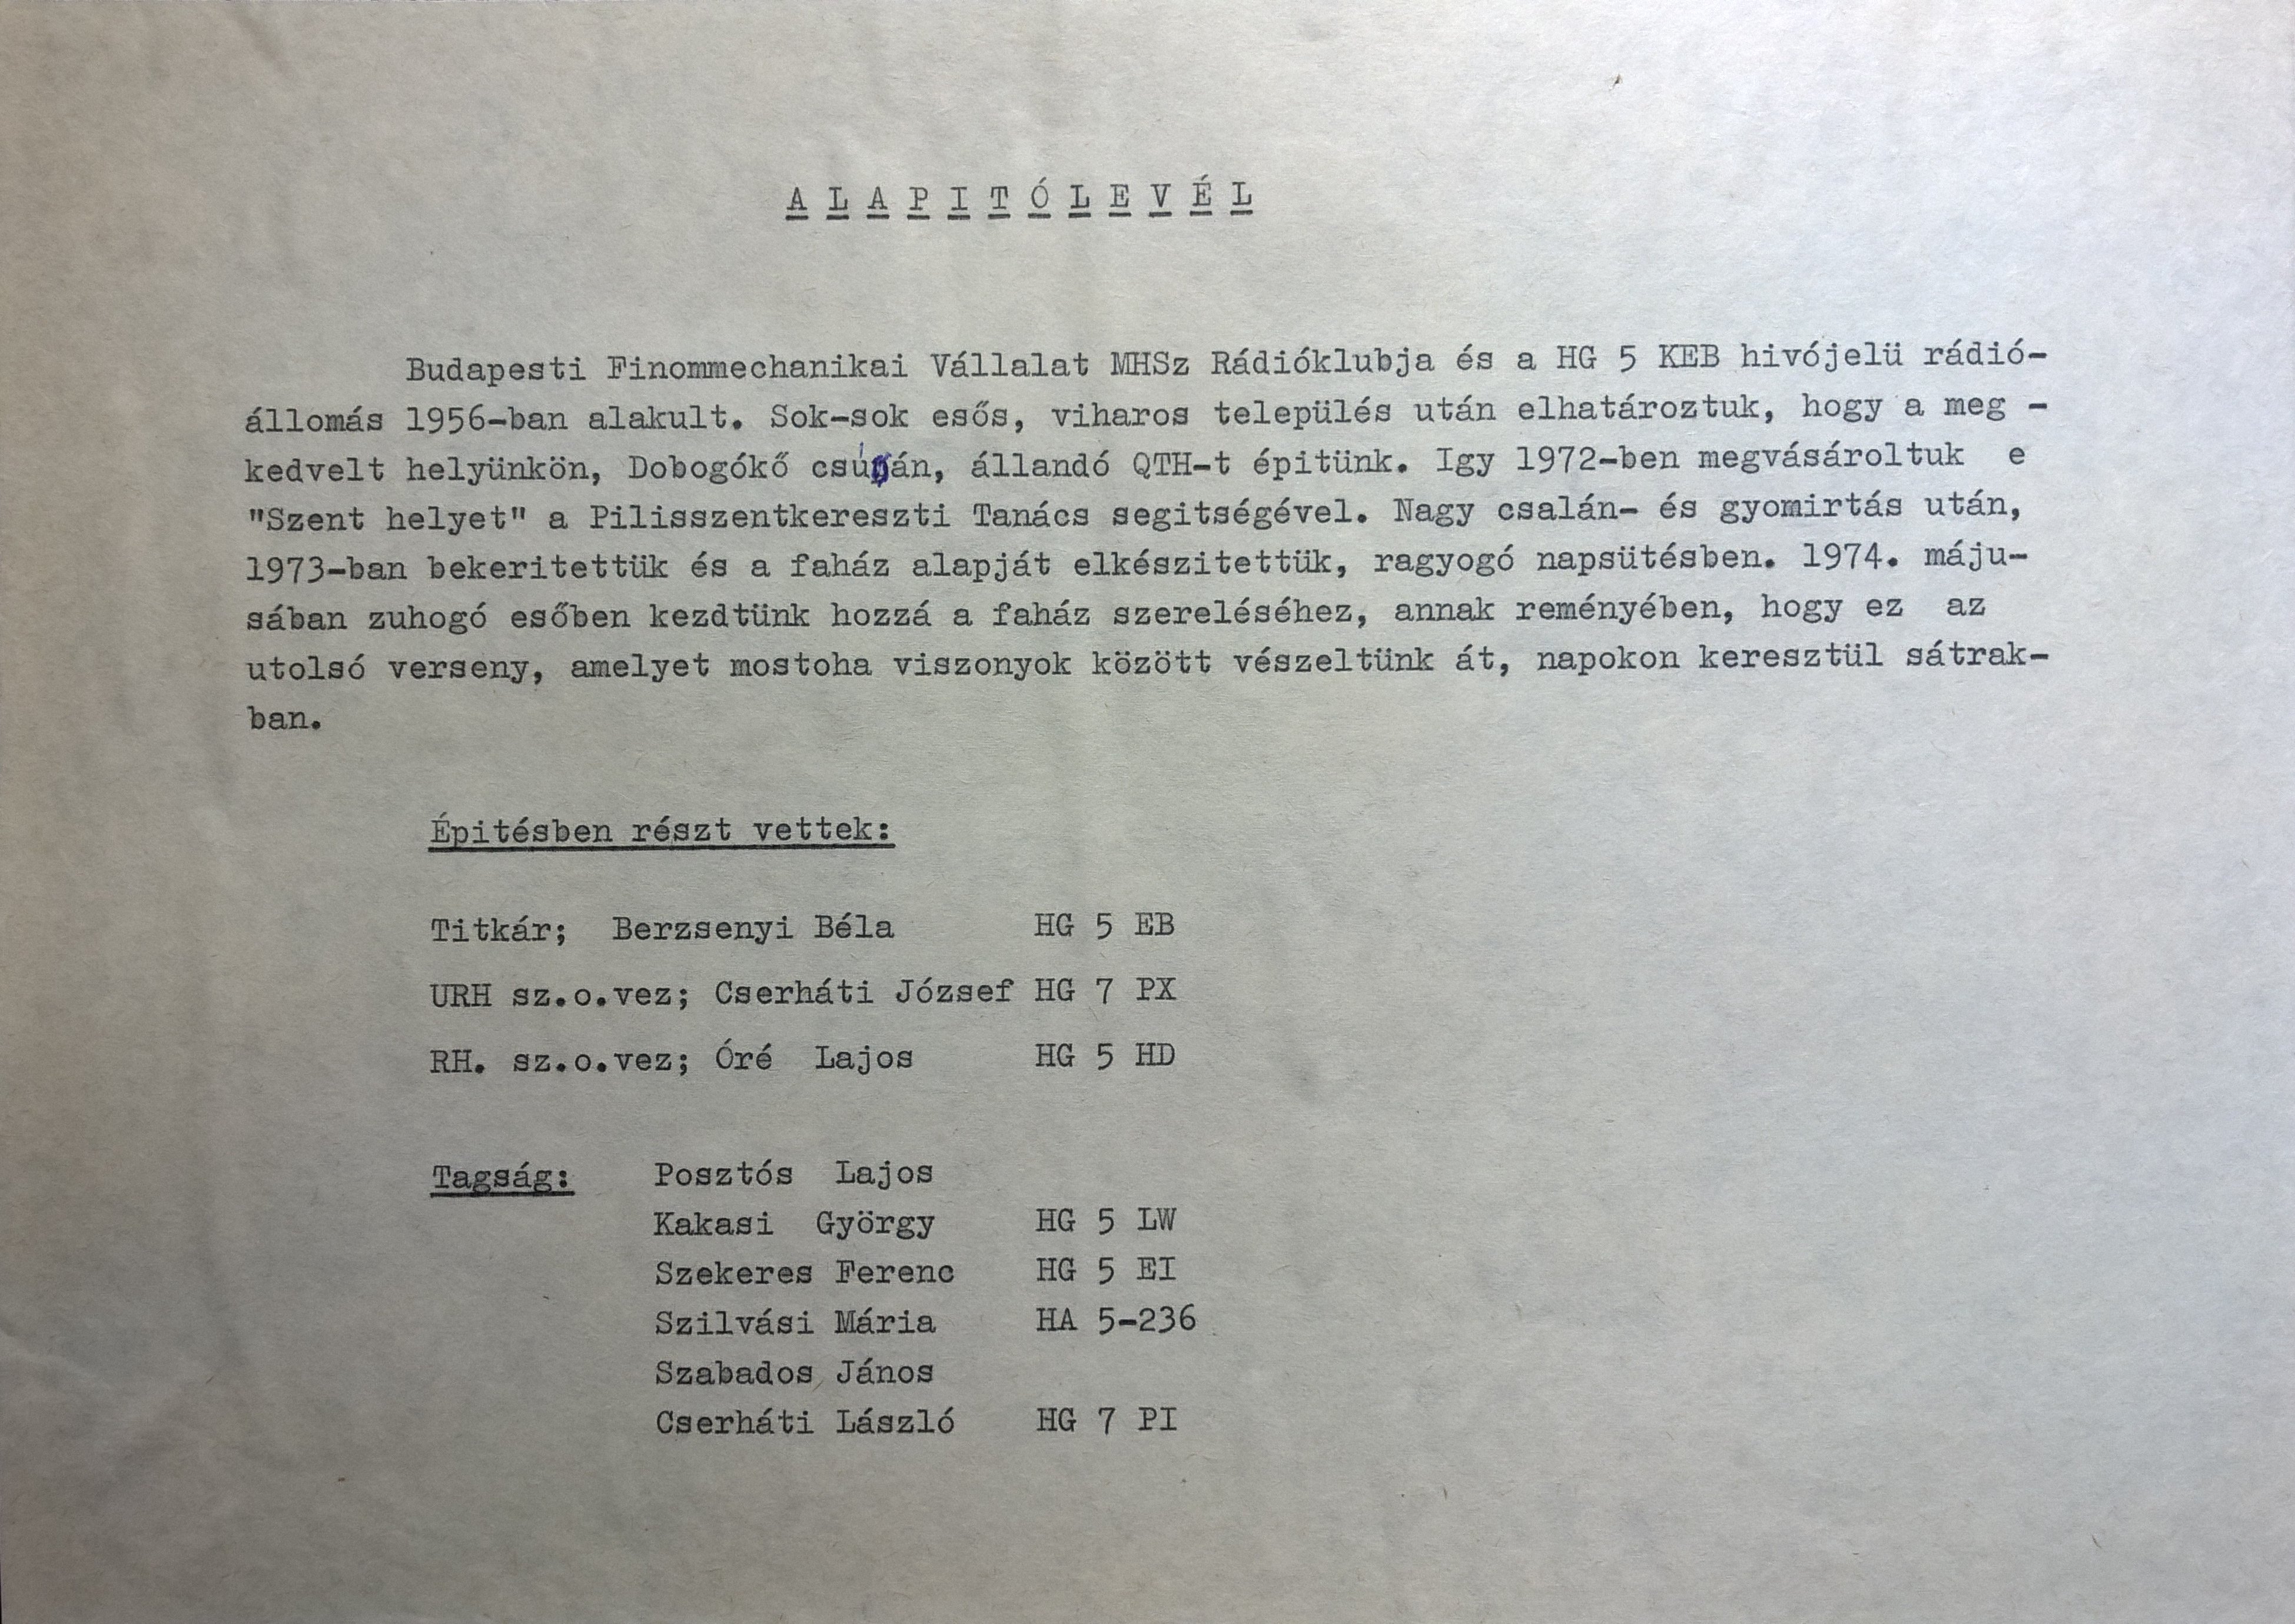 A L A P I T Ó L E V É L
Budapesti Finommechanikai Vállalat MHSz Rádióklubja és a HG 5 KEB hivójelü rádió-
állomás 1956-ban alakult. Sok-sok esős, viharos település után elhatároztuk, hogy a meg -
kedvelt helyünkön, Dobogókő csúcán, állandó QTH-t épitünk. Igy 1972-ben megvásároltuk e
"Szent helyet" a Pilisszentkereszti Tanács segitségével. Nagy csalán- és gyomirtás után,
1973-ban bekeritettük és a faház alapját elkészitettük, ragyogó napsütésben. 1974. máju-
sában zuhogó esőben kezdtünk hozzá a faház szereléséhez, annak reményében, hogy ez az
utolsó verseny, amelyet mostoha viszonyok között vészeltünk át, napokon keresztül sátrak-
ban.
Épitésben részt vettek:
Titkár; Berzsenyi Béla HG 5 EB
URH sz.o.vez; Cserháti József HG 7 PX
RH. sz.o.vez; Óré Lajos HG 5 HD
Tagság: Posztós Lajos
Kakasi György HG 5 LW
Szekeres Ferenc HG 5 EI
Szilvási Mária HA 5-236
Szabados János
Cserháti László HG 7 PI